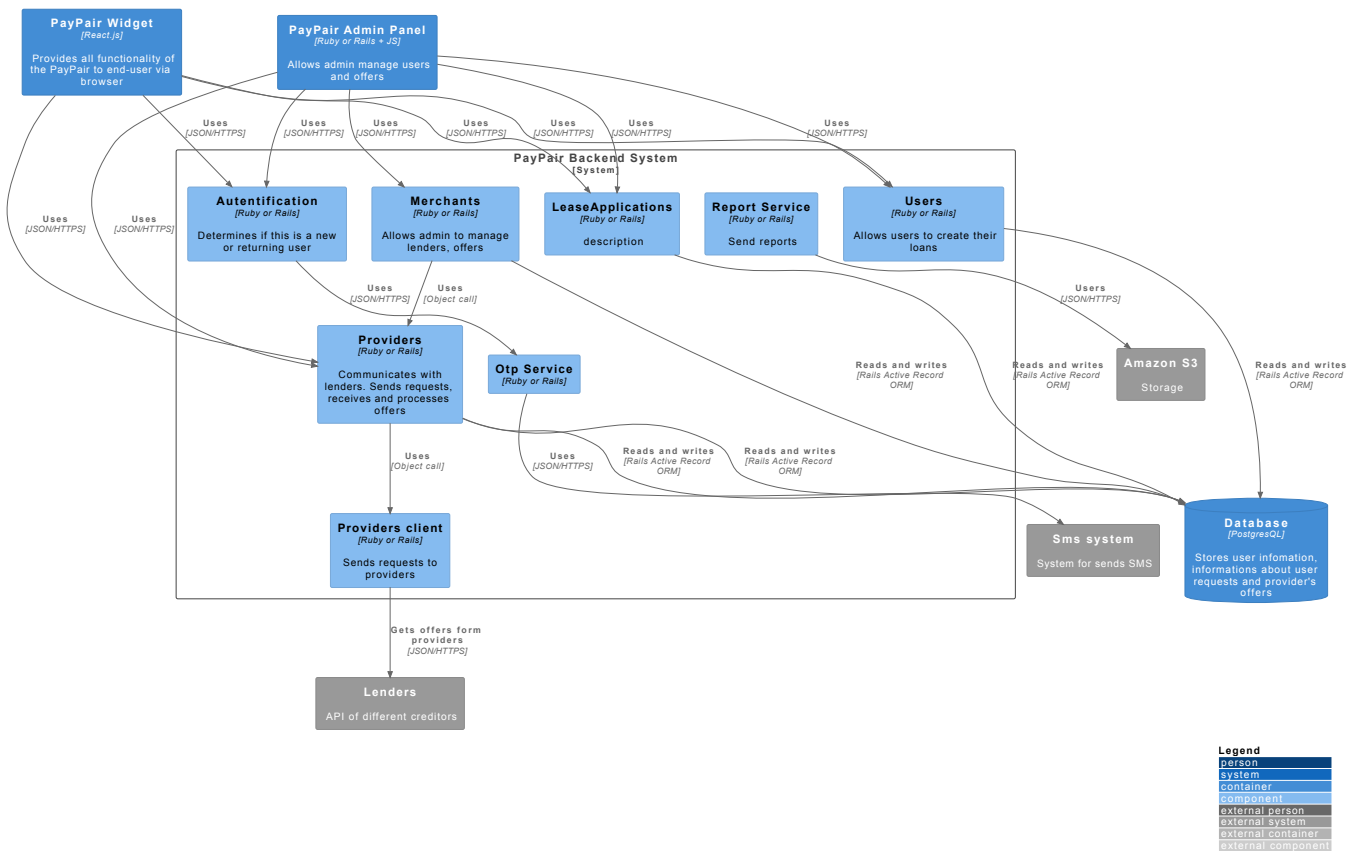 PayPair Widget
[React.js]
Provides all functionality of
the PayPair to end-user via
browser
PayPair Admin Panel
[Ruby or Rails + JS]
Allows admin manage users
and offers
Uses
[JSON/HTTPS]
Uses
[JSON/HTTPS]
Uses
[JSON/HTTPS]
Uses
[JSON/HTTPS]
Uses
[JSON/HTTPS]
Uses
[JSON/HTTPS]
PayPair Backend System
[System]
Autentification
[Ruby or Rails]
Determines if this is a new
or returning user
Merchants
[Ruby or Rails]
Allows admin to manage
lenders, offers
LeaseApplications
[Ruby or Rails]
description
Report Service
[Ruby or Rails]
Send reports
Users
[Ruby or Rails]
Allows users to create their
loans
Uses
[JSON/HTTPS]
Uses
[JSON/HTTPS]
Uses
[JSON/HTTPS]
Uses
[Object call]
Users
[JSON/HTTPS]
Providers
[Ruby or Rails]
Communicates with
lenders. Sends requests,
receives and processes
offers
Otp Service
[Ruby or Rails]
Reads and writes
[Rails Active Record
ORM]
Reads and writes
[Rails Active Record
ORM]
Amazon S3
Storage
Reads and writes
[Rails Active Record
ORM]
Uses
[Object call]
Uses
[JSON/HTTPS]
Reads and writes
[Rails Active Record
ORM]
Reads and writes
[Rails Active Record
ORM]
Providers client
[Ruby or Rails]
Sends requests to
providers
Sms system
System for sends SMS
Database
[PostgresQL]
Stores user infomation,
informations about user
requests and provider's
offers
Gets offers form
providers
[JSON/HTTPS]
Lenders
API of different creditors
Legend
person
system
container
component
external person
external system
external container
external component